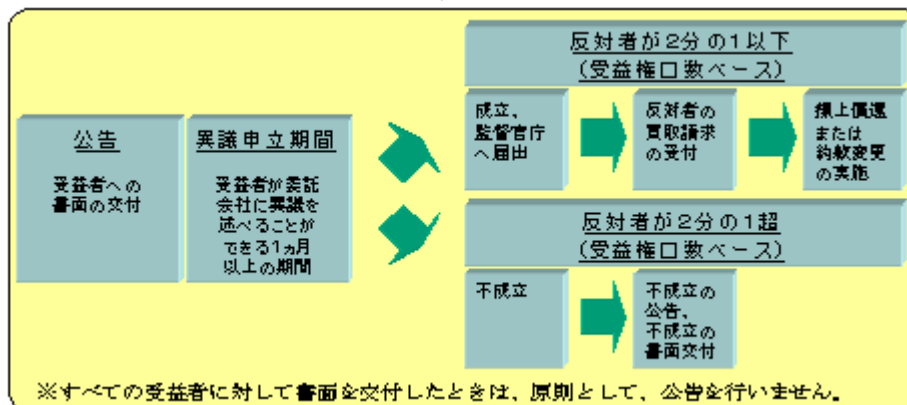 公告
受益者への
書面の交付
異議申立期間
受益者が委託
会社に異議を
述べることが
できる1ヵ月
以上の期間
反対者が2分の1以下
(受益権口数ベース)
成立、
監督官庁
へ届出
反対者の
買取請求
の受付
繰上償還
または
約款変更
の実施
反対者が2分の1超
(受益権口数ベース)
不成立
不成立の
公告、
不成立の
書面交付
※すべての受益者に対して書面を交付したときは、原則として、公告を行いません。